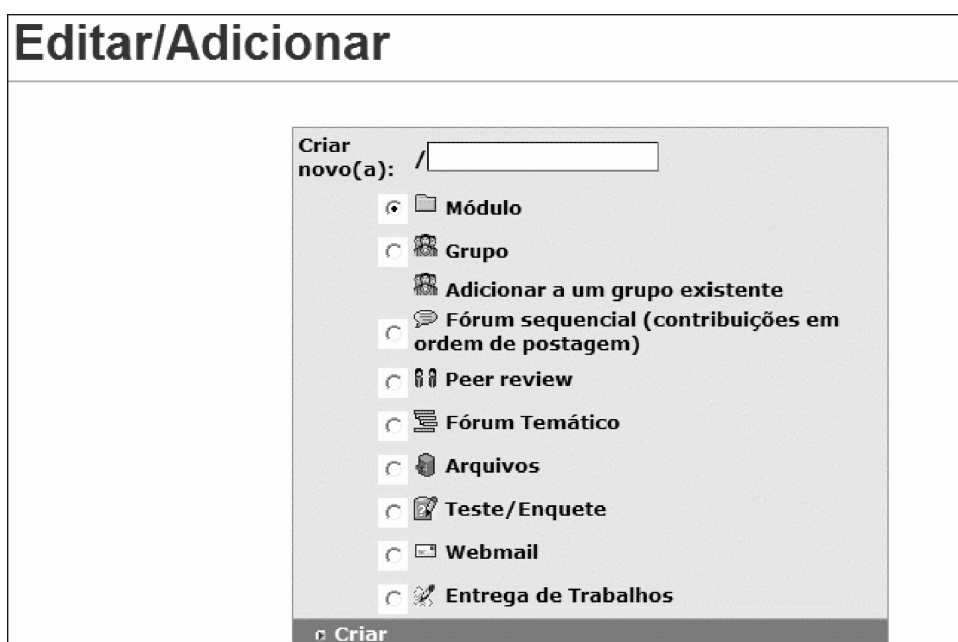 Editar/Adicionar
Criar
novo(a): /
Módulo
Grupo
Adicionar a um grupo existente
Fórum sequencial (contribuições em
ordem de postagem)
Peer review
Fórum Temático
Arquivos
Teste/Enquete
Webmail
Entrega de Trabalhos
Criar